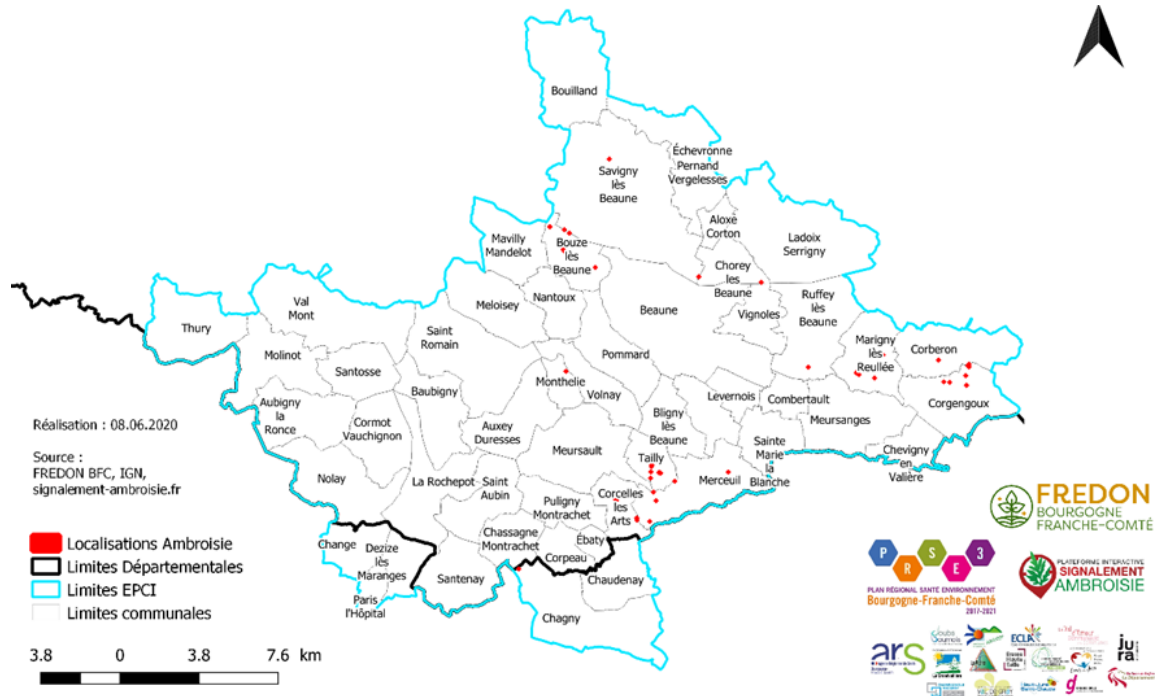 Bouilland
Échevronne
Pernand
Vergelesses
Savigny
lès
Beaune
Aloxe
Corton
Ladoix
Serrigny
Mavilly
Mandelot
Bouze
lès
Beaune
Chorey
les
Beaune
Val
Mont
Thury
Meloisey
Nantoux
Beaune
Vignoles
Ruffey
lès
Beaune
Saint
Romain
Marigny
lès
Reullée
Corberon
Molinot
Santosse
Pommard
Monthelie
Volnay
Baubigny
Levernois
Combertault
Corgengoux
Aubigny
la
Ronce
Cormot
Vauchignon
Auxey
Duresses
Bligny
lès
Beaune
Meursanges
Réalisation : 08.06.2020
Meursault
Tailly
Sainte
Marie
la
Blanche
Chevigny
en
Valière
Source :
FREDON BFC, IGN,
signalement-ambroisie.fr
Nolay
La Rochepot
Saint
Aubin
Merceuil
Puligny
Montrachet
Corcelles
les
Arts
Chassagne
Montrachet
Ébaty
Corpeau
Change
Dezize
lès
Maranges
Santenay
Chaudenay
Paris
l'Hôpital
Chagny
Localisations Ambroisie
Limites Départementales
Limites EPCI
Limites communales
3.8 0 3.8 7.6 km
FREDON
BOURGOGNE
FRANCHE-COMTÉ
P R S E 3
PLAN RÉGIONAL SANTÉ ENVIRONNEMENT
Bourgogne-Franche-Comté
2017-2021
PLATEFORME INTERACTIVE
SIGNALEMENT
AMBROISIE
ars
ECLA
jura